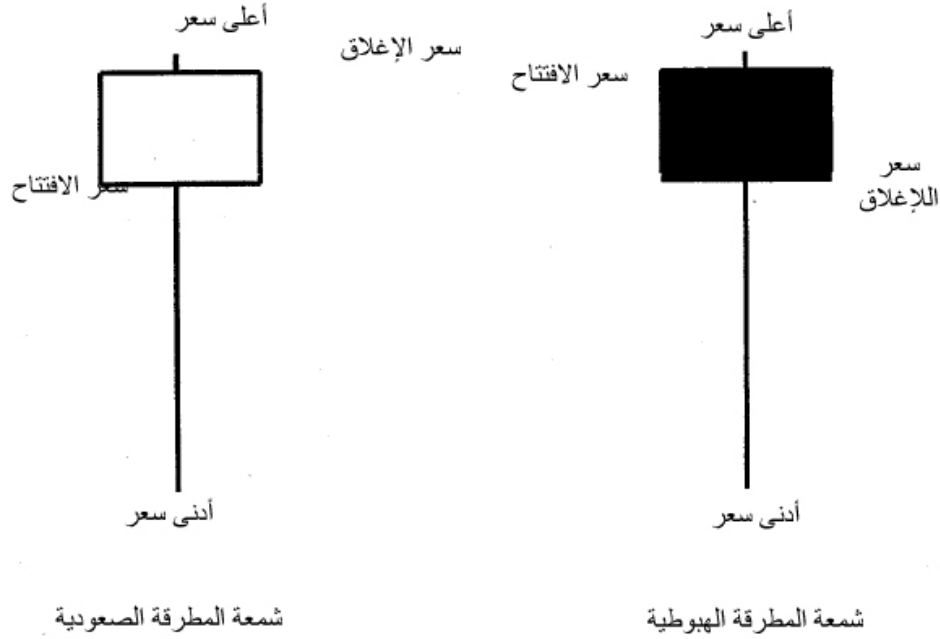 أعلى سعر
أعلى سعر
سعر الإغلاق
سعر الافتتاح
سعر
اللإغلاق
سعر الافتتاح
أدنى سعر
أدنى سعر
شمعة المطرقة الهبوطية
شمعة المطرقة الصعودية